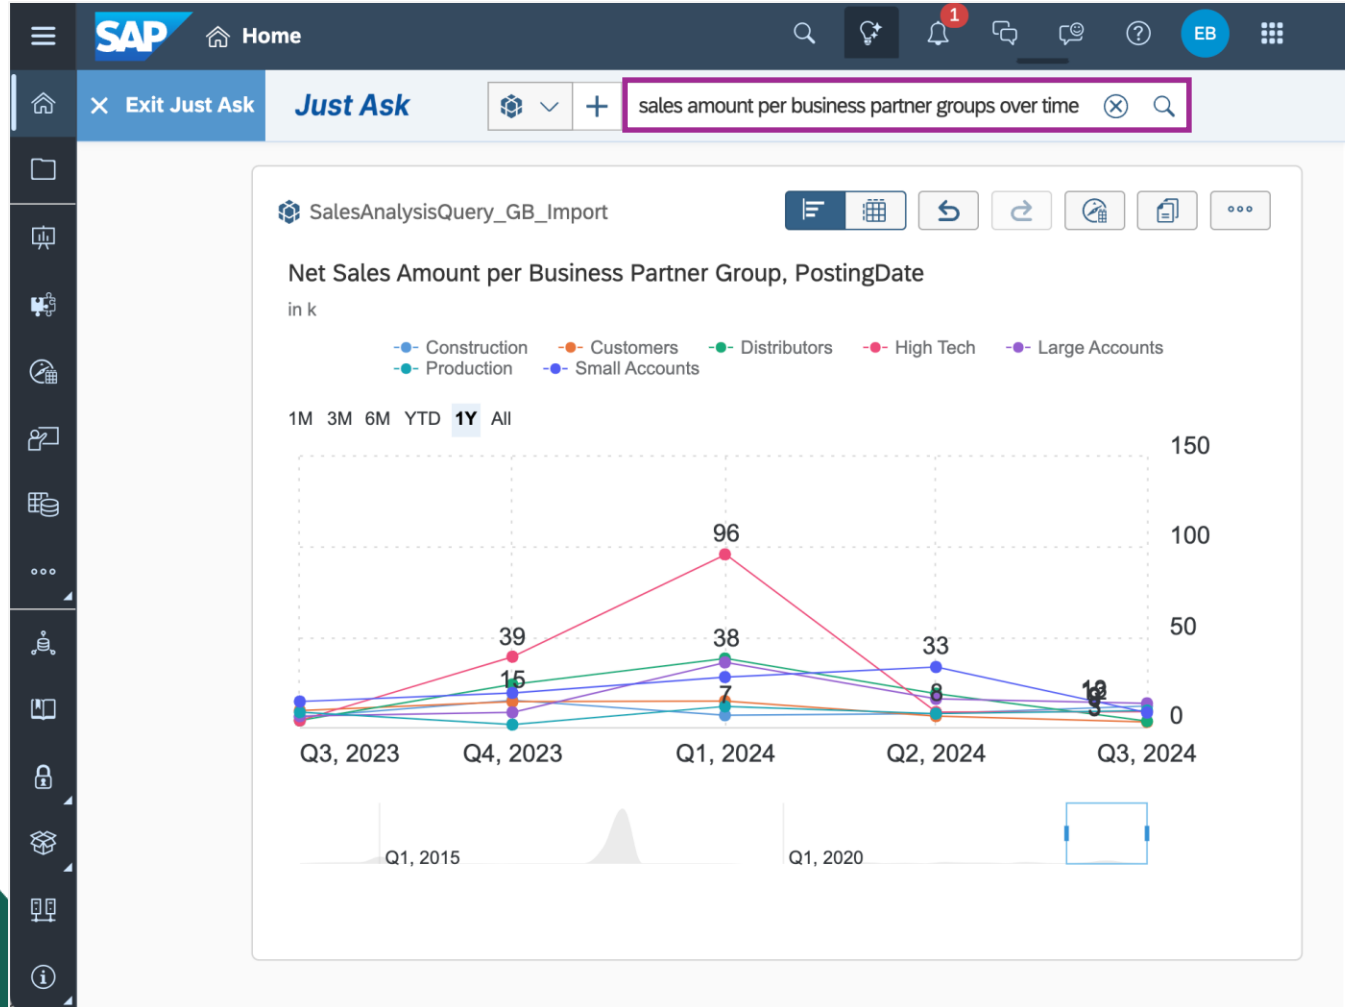 SAP Home 1 EB
Exit Just Ask Just Ask sales amount per business partner groups over time
SalesAnalysisQuery_GB_Import
Net Sales Amount per Business Partner Group, PostingDate
in k
Construction Customers Distributors High Tech Large Accounts
Production Small Accounts
1M 3M 6M YTD 1Y All
150
100
96
50
39 38 33
15 7 8
0
Q3, 2023 Q4, 2023 Q1, 2024 Q2, 2024 Q3, 2024
Q1, 2015 Q1, 2020